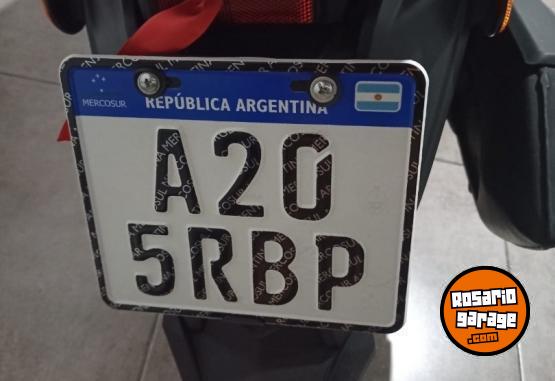 MERCOSUR
REPÚBLICA ARGENTINA
A20
5RBP
Rosario
garage
.com